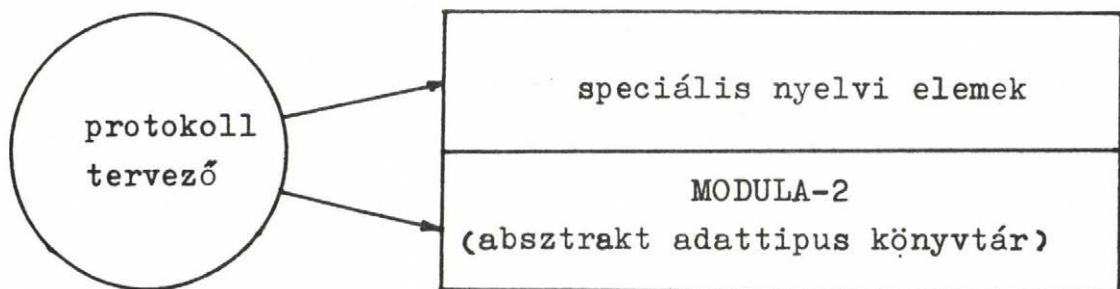 protokoll
tervező
speciális nyelvi elemek
MODULA-2
(absztrakt adattipus könyvtár)